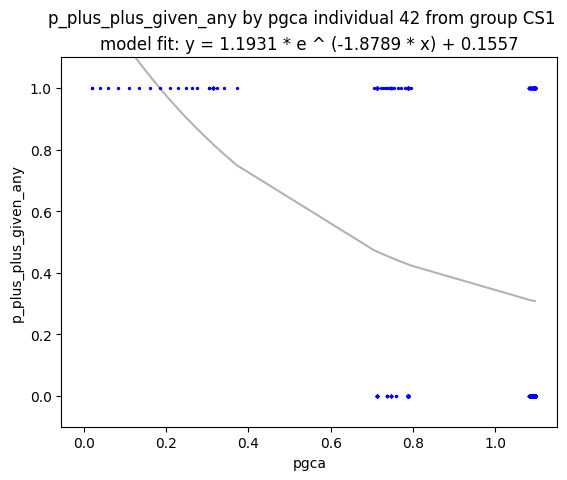 p_plus_plus_given_any by pgca individual 42 from group CS1
model fit: y = 1.1931 * e ^ (-1.8789 * x) + 0.1557
1.0
0.8
0.6
0.4
0.2
0.0
p_plus_plus_given_any
0.0 0.2 0.4 0.6 0.8 1.0
pgca